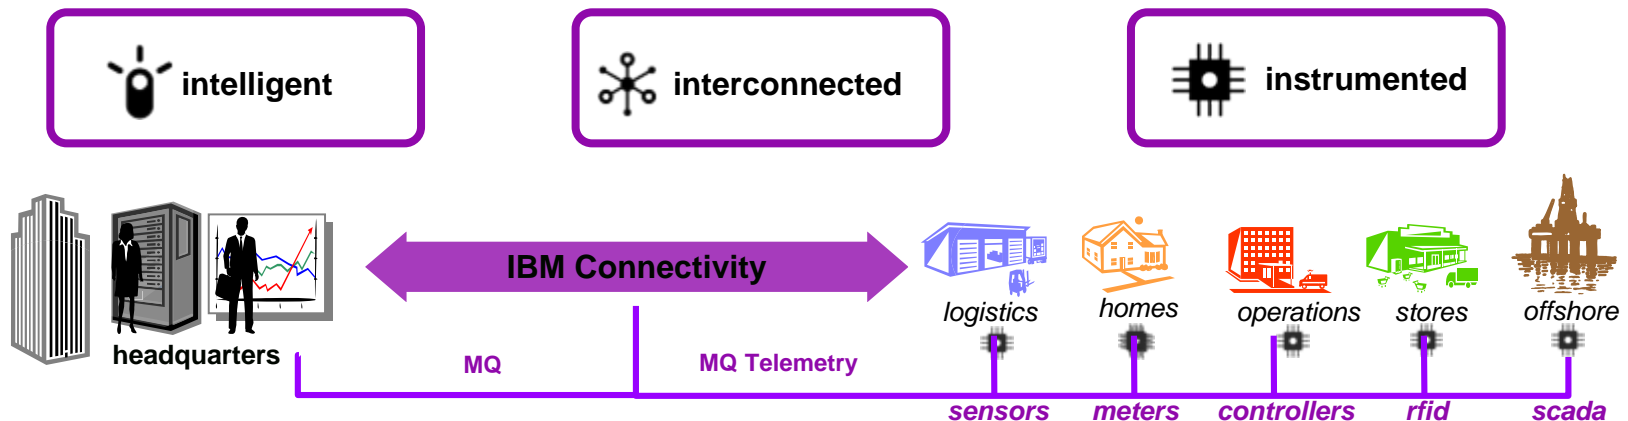 intelligent
interconnected
instrumented
IBM Connectivity
headquarters
logistics
homes
operations
stores
offshore
MQ
MQ Telemetry
sensors
meters
controllers
rfid
scada